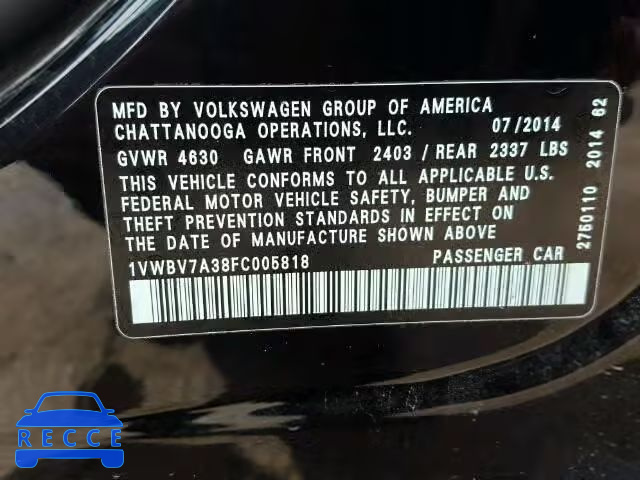 MFD BY VOLKSWAGEN GROUP OF AMERICA
CHATTANOOGA OPERATIONS, LLC. 07/2014
GVWR 4630 GAWR FRONT 2403 / REAR 2337 LBS
THIS VEHICLE CONFORMS TO ALL APPLICABLE U.S.
FEDERAL MOTOR VEHICLE SAFETY, BUMPER AND
THEFT PREVENTION STANDARDS IN EFFECT ON
THE DATE OF MANUFACTURE SHOWN ABOVE
1VWBV7A38FC005818 PASSENGER CAR
2750110 2014 62